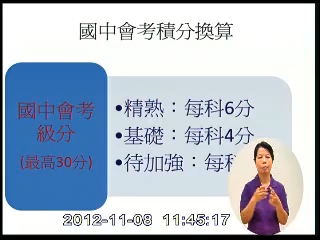 國中會考積分換算
國中會考
級分
(最高30分)
•精熟：每科6分
•基礎：每科4分
•待加強：每科
2012-11-08 11:45:17